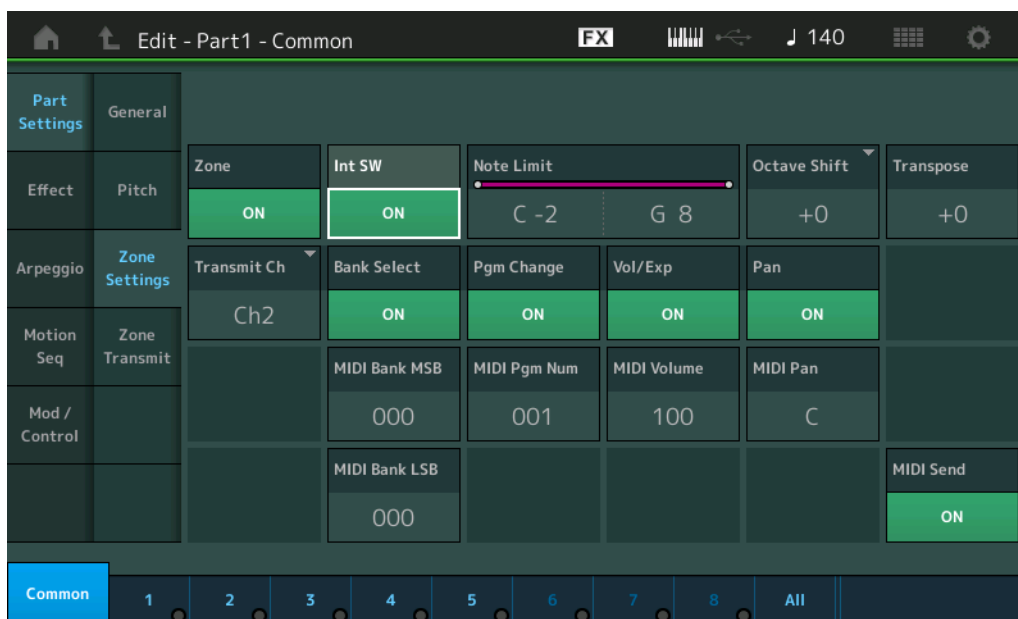 Edit - Part1 - Common
FX
♩ 140
Part
Settings
General
Effect
Pitch
Arpeggio
Zone
Settings
Motion
Seq
Zone
Transmit
Mod /
Control
Zone
ON
Int SW
ON
Note Limit
C -2
G 8
Octave Shift
+0
Transpose
+0
Transmit Ch
Ch2
Bank Select
ON
Pgm Change
ON
Vol/Exp
ON
Pan
ON
MIDI Bank MSB
000
MIDI Pgm Num
001
MIDI Volume
100
MIDI Pan
C
MIDI Bank LSB
000
MIDI Send
ON
Common
1
2
3
4
5
6
7
8
All